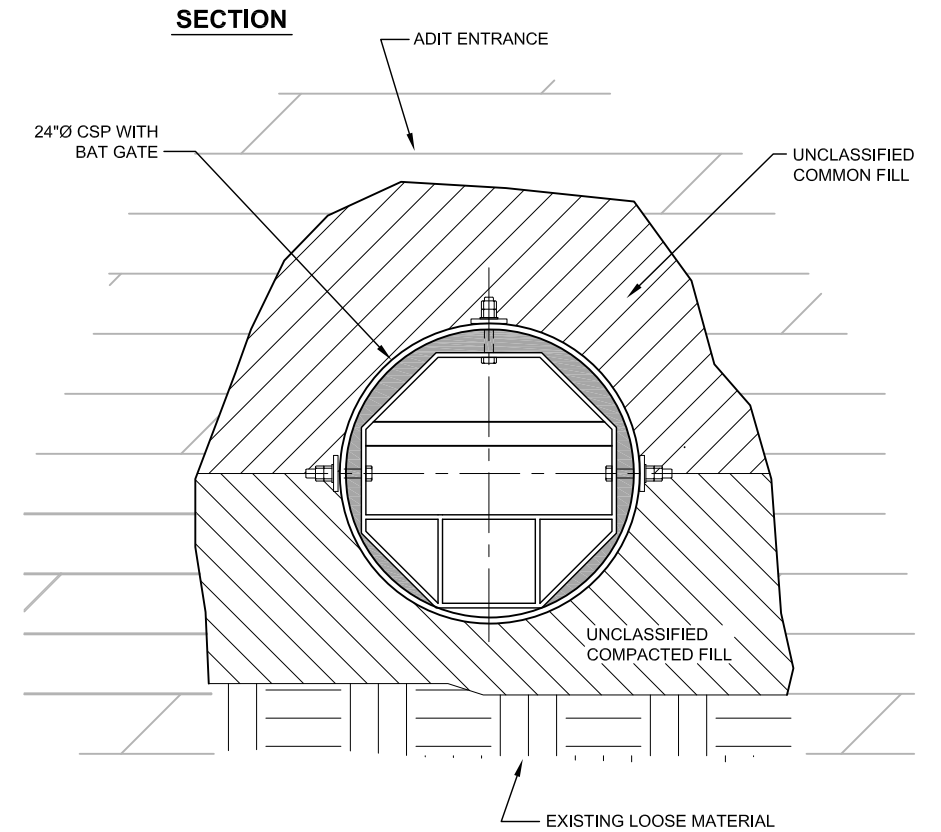 SECTION
ADIT ENTRANCE
24"Ø CSP WITH
BAT GATE
UNCLASSIFIED
COMMON FILL
UNCLASSIFIED
COMPACTED FILL
EXISTING LOOSE MATERIAL